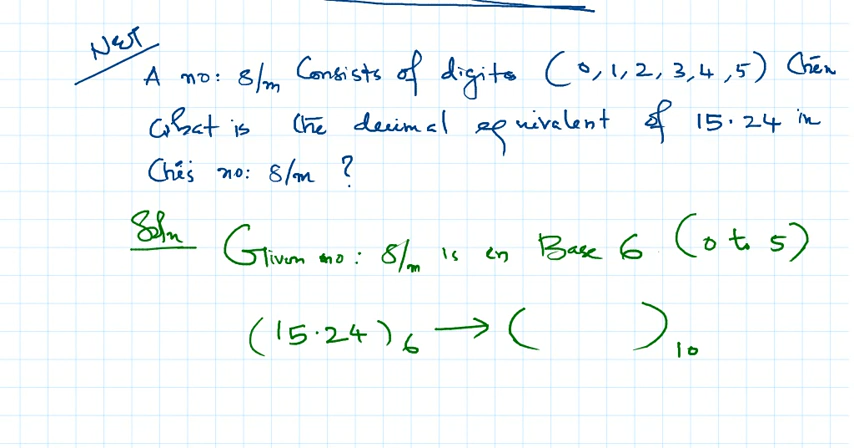 Next
A no: s/m Consists of digits (0,1,2,3,4,5) then
what is the decimal equivalent of 15.24 in
this no: s/m ?
Soln Given no: s/m is in Base 6 (0 to 5)
(15.24)6 → ( )10